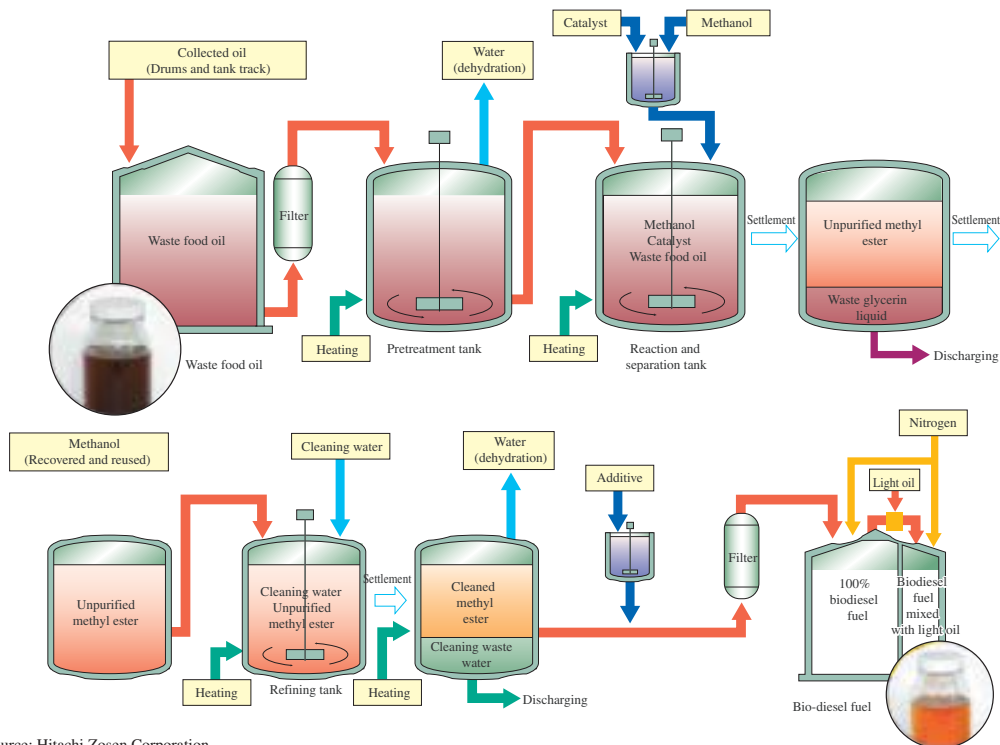 Catalyst
Methanol
Collected oil
(Drums and tank track)
Water
(dehydration)
Filter
Waste food oil
Methanol
Catalyst
Waste food oil
Settlement
Unpurified methyl
ester
Settlement
Waste glycerin
liquid
Heating
Pretreatment tank
Heating
Reaction and
separation tank
Discharging
Waste food oil
Methanol
(Recovered and reused)
Cleaning water
Water
(dehydration)
Additive
Nitrogen
Light oil
Filter
Unpurified
methyl ester
Cleaning water
Unpurified
methyl ester
Settlement
Cleaned
methyl
ester
Cleaning waste
water
100%
biodiesel
fuel
Biodiesel
fuel
mixed
with light oil
Heating
Refining tank
Heating
Discharging
Bio-diesel fuel
urce: Hitachi Zosen Corporation